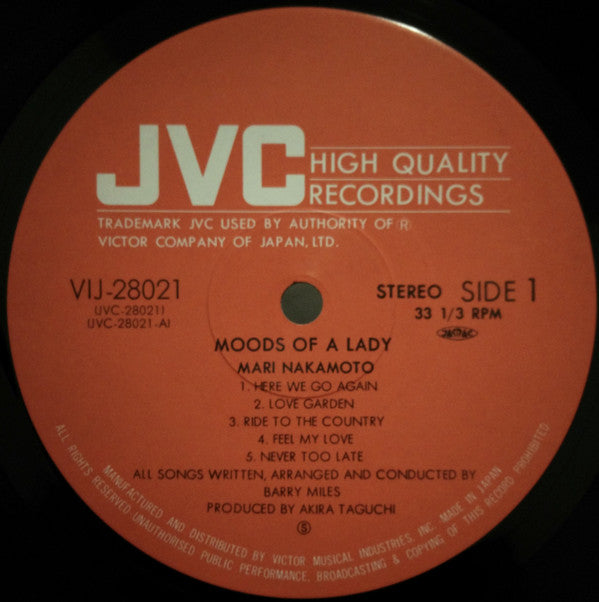 JVC
HIGH QUALITY
RECORDINGS
TRADEMARK JVC USED BY AUTHORITY OF ®
VICTOR COMPANY OF JAPAN, LTD.
VIJ-28021
(JVC-28021)
(JVC-28021-A)
STEREO SIDE 1
33 1/3 RPM
MOODS OF A LADY
MARI NAKAMOTO
1. HERE WE GO AGAIN
2. LOVE GARDEN
3. RIDE TO THE COUNTRY
4. FEEL MY LOVE
5. NEVER TOO LATE
ALL SONGS WRITTEN, ARRANGED AND CONDUCTED BY
BARRY MILES
PRODUCED BY AKIRA TAGUCHI
Ⓢ
MANUFACTURED AND DISTRIBUTED BY VICTOR MUSICAL INDUSTRIES, INC. MADE IN JAPAN
ALL RIGHTS RESERVED UNAUTHORISED PUBLIC PERFORMANCE, BROADCASTING & COPYING OF THIS RECORD PROHIBITED